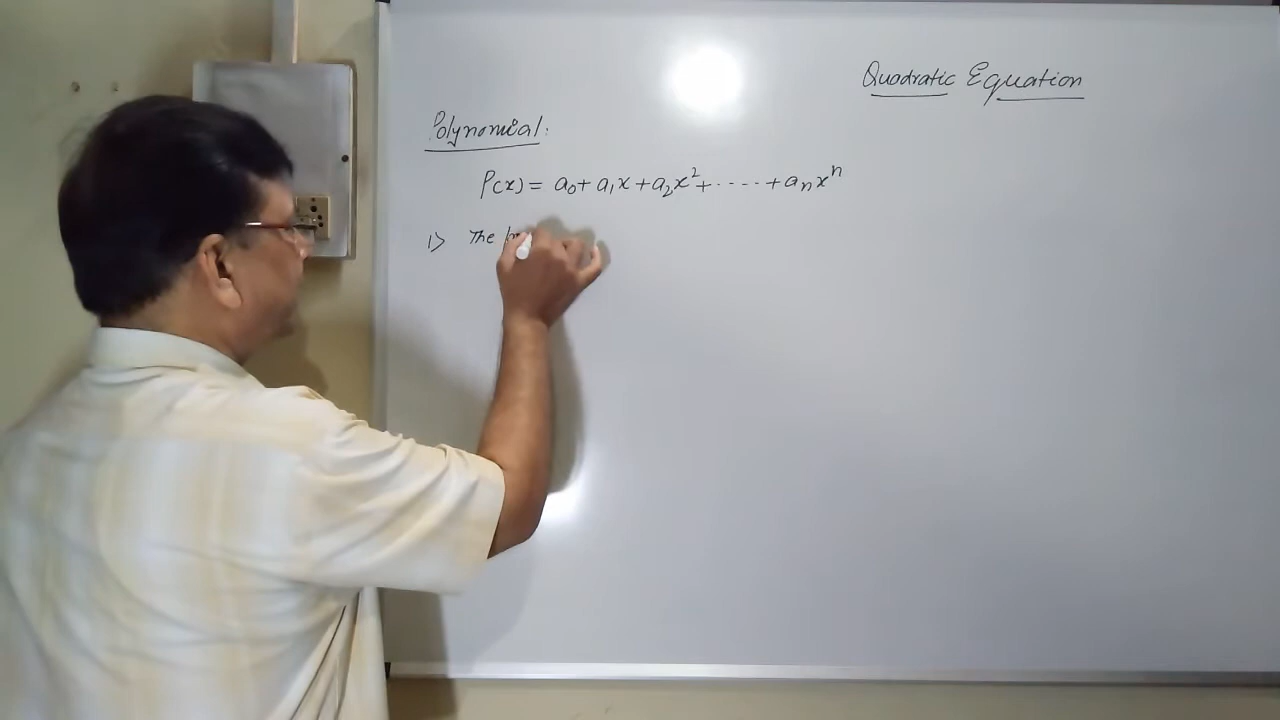 Quadratic Equation
Polynomial:
P(x) = a₀ + a₁x + a₂x² + ..... + aₙxⁿ
1) The